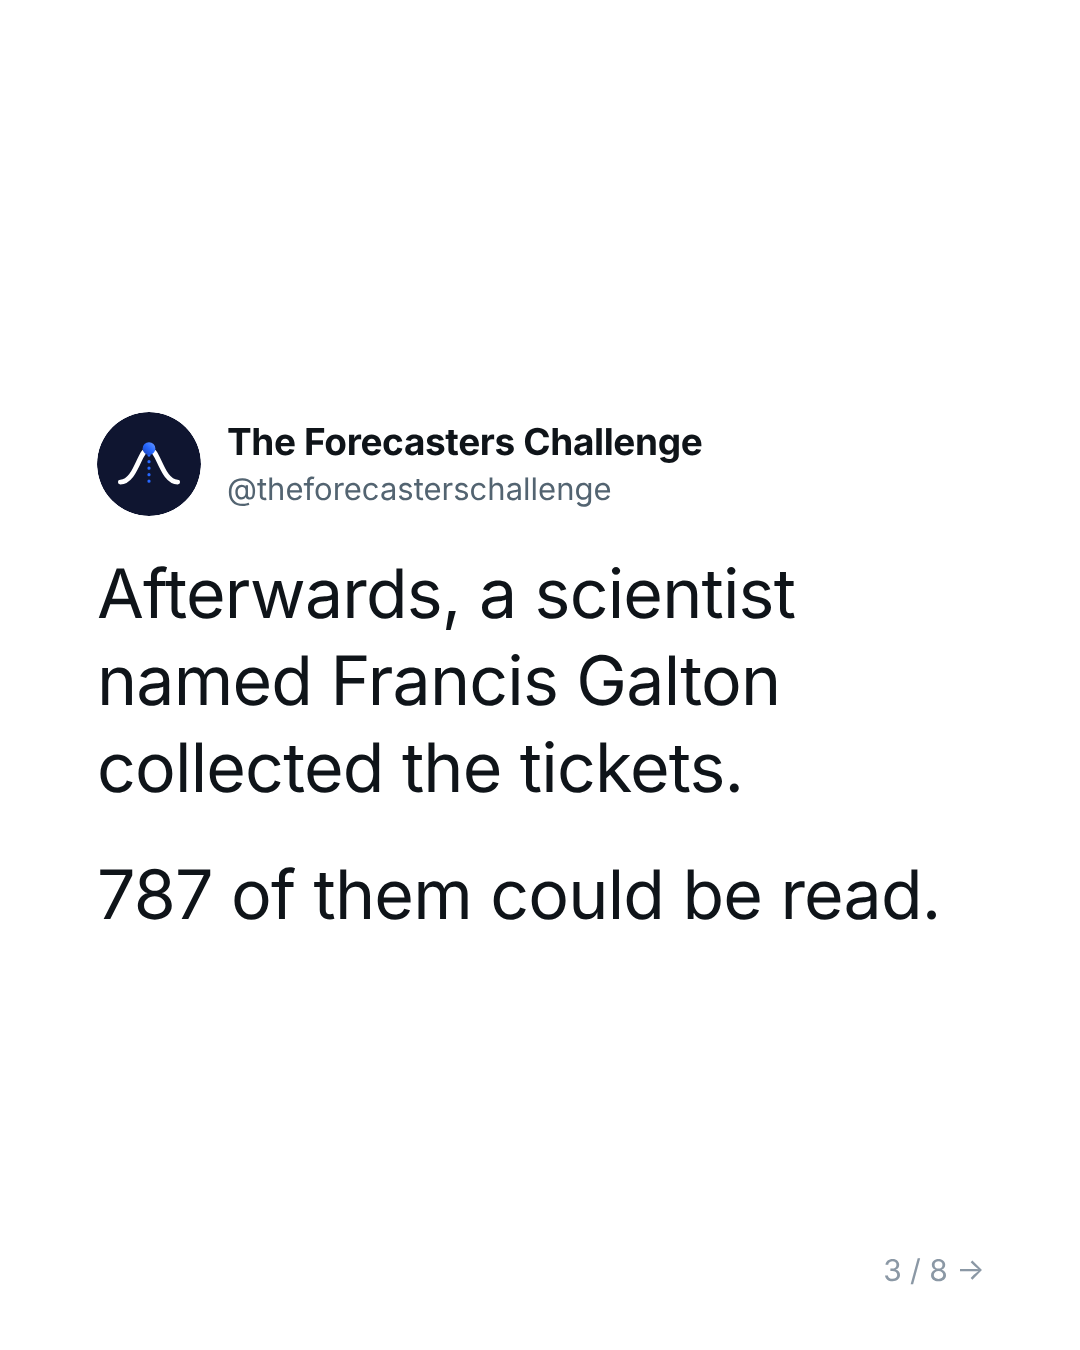 The Forecasters Challenge
@theforecasterschallenge
Afterwards, a scientist
named Francis Galton
collected the tickets.
787 of them could be read.
3 / 8 →